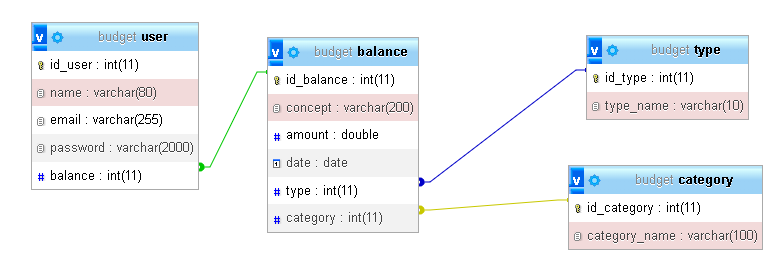 v budget user
id_user : int(11)
name : varchar(80)
email : varchar(255)
password : varchar(2000)
# balance : int(11)
v budget balance
id_balance : int(11)
concept : varchar(200)
# amount : double
date : date
# type : int(11)
# category : int(11)
v budget type
id_type : int(11)
type_name : varchar(10)
v budget category
id_category : int(11)
category_name : varchar(100)